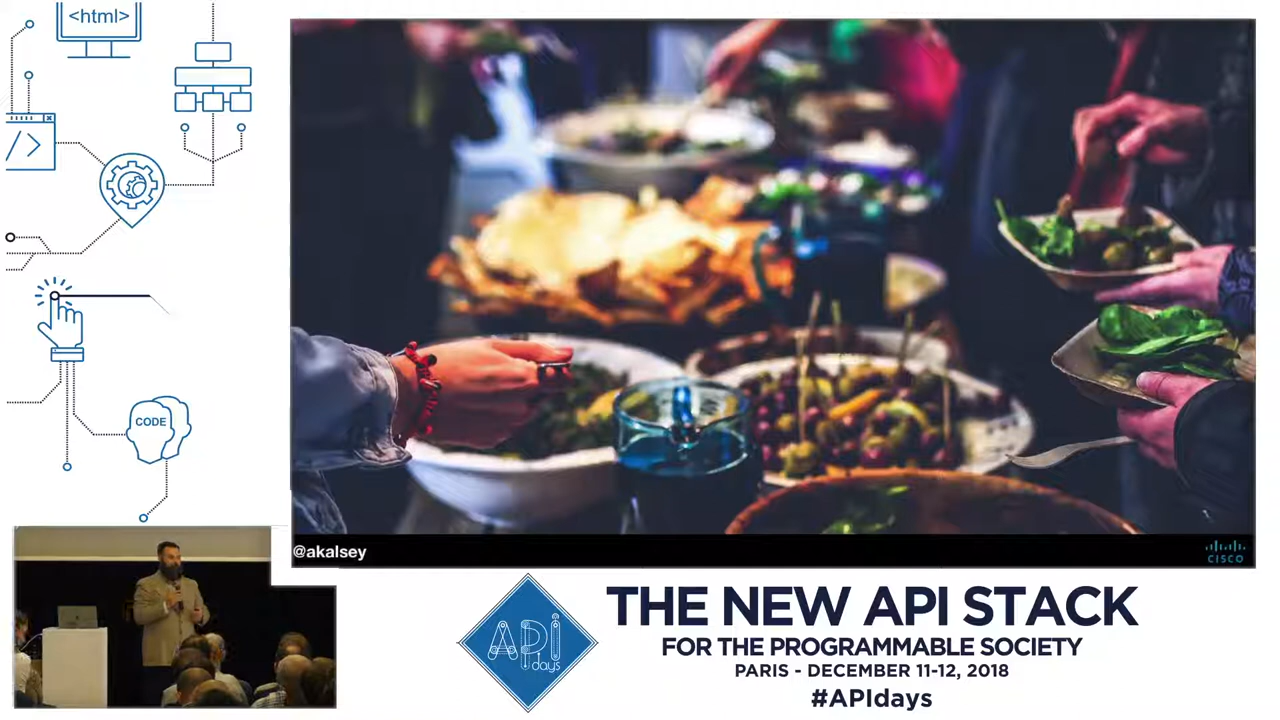 <html>
</>
CODE
@akalsey
CISCO
API
days
THE NEW API STACK
FOR THE PROGRAMMABLE SOCIETY
PARIS - DECEMBER 11-12, 2018
#APIdays